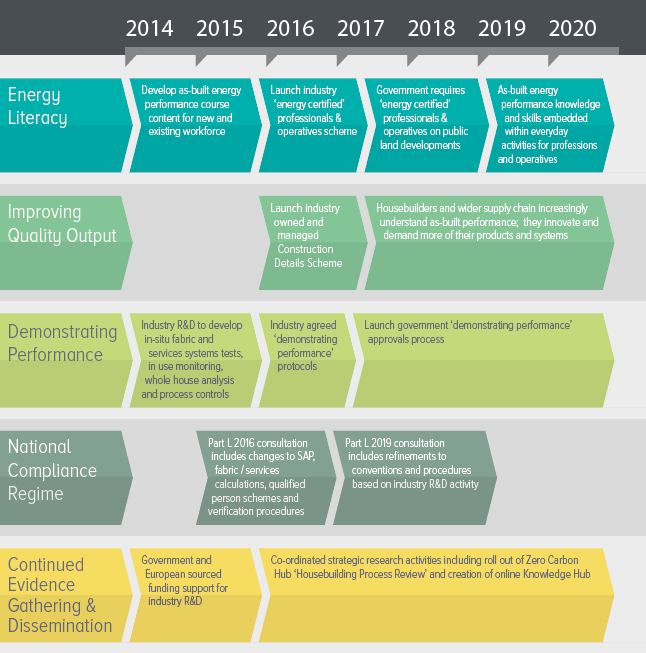 2014 2015 2016 2017 2018 2019 2020
Energy
Literacy
Develop as-built energy
performance course
content for new and
existing workforce
Launch industry
‘energy certified’
professionals &
operatives scheme
Government requires
‘energy certified’
professionals &
operatives on public
land developments
As-built energy
performance knowledge
and skills embedded
within everyday
activities for professions
and operatives
Improving
Quality Output
Launch industry
owned and
managed
Construction
Details Scheme
Housebuilders and wider supply chain increasingly
understand as-built performance; they innovate and
demand more of their products and systems
Demonstrating
Performance
Industry R&D to develop
in-situ fabric and
services systems tests,
in use monitoring,
whole house analysis
and process controls
Industry agreed
‘demonstrating
performance’
protocols
Launch government ‘demonstrating performance’
approvals process
National
Compliance
Regime
Part L 2016 consultation
includes changes to SAP,
fabric / services
calculations, qualified
person schemes and
verification procedures
Part L 2019 consultation
includes refinements to
conventions and procedures
based on industry R&D activity
Continued
Evidence
Gathering &
Dissemination
Government and
European sourced
funding support for
industry R&D
Co-ordinated strategic research activities including roll out of Zero Carbon
Hub ‘Housebuilding Process Review’ and creation of online Knowledge Hub